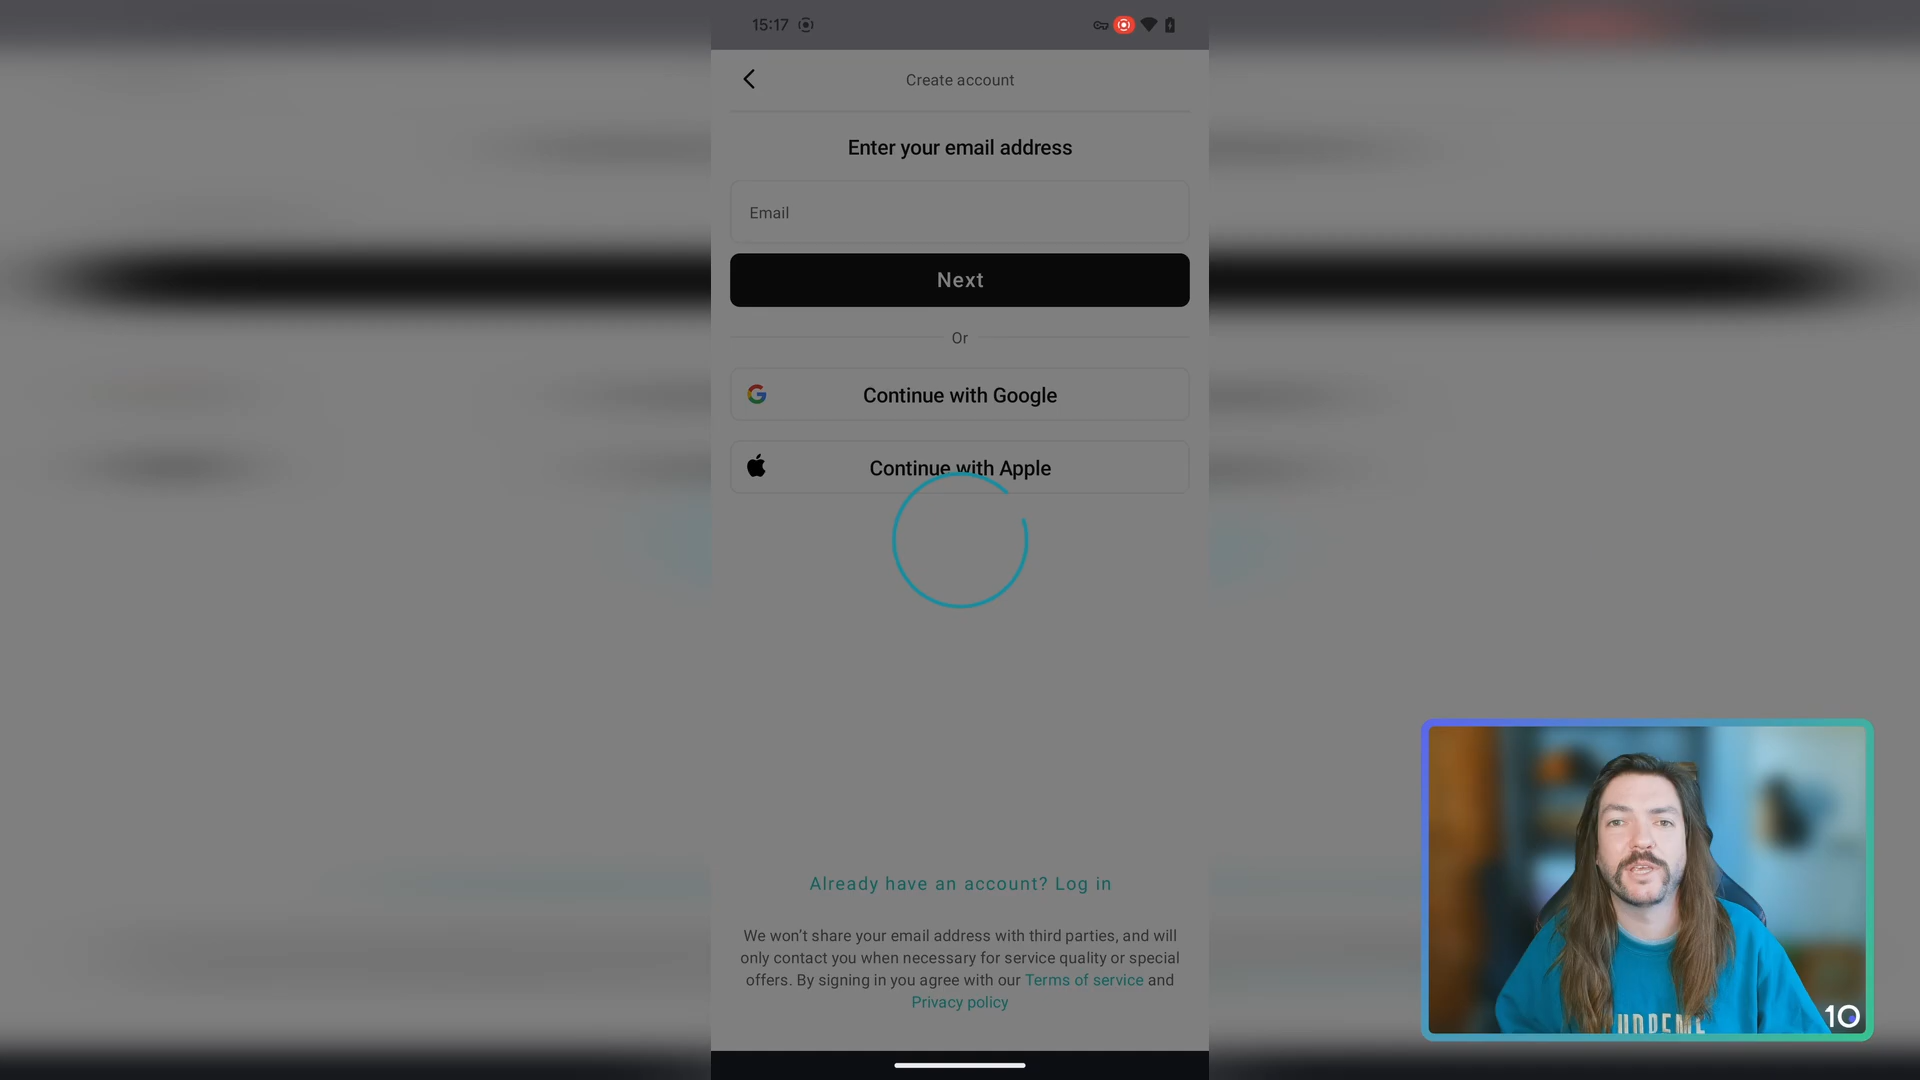 15:17
Create account
Enter your email address
Email
Next
Or
Continue with Google
Continue with Apple
Already have an account? Log in
We won't share your email address with third parties, and will
only contact you when necessary for service quality or special
offers. By signing in you agree with our Terms of service and
Privacy policy
10